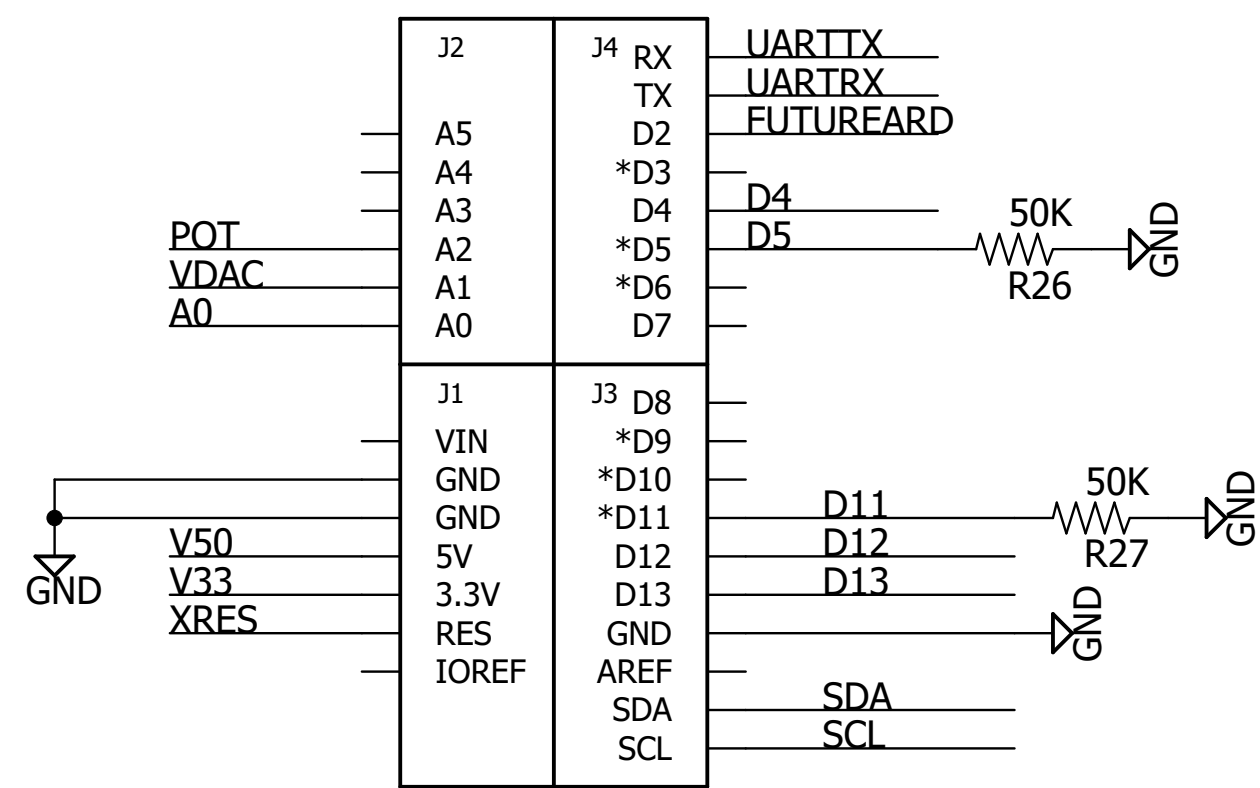 J2
J4
RX
UARTTX
TX
UARTRX
A5
D2
FUTUREARD
A4
*D3
A3
D4
D4
50K
GND
POT
A2
*D5
D5
R26
VDAC
A1
*D6
A0
A0
D7
J1
J3
D8
VIN
*D9
GND
*D10
50K
GND
GND
*D11
D11
R27
V50
5V
D12
D12
GND
V33
3.3V
D13
D13
XRES
RES
GND
GND
IOREF
AREF
SDA
SDA
SCL
SCL